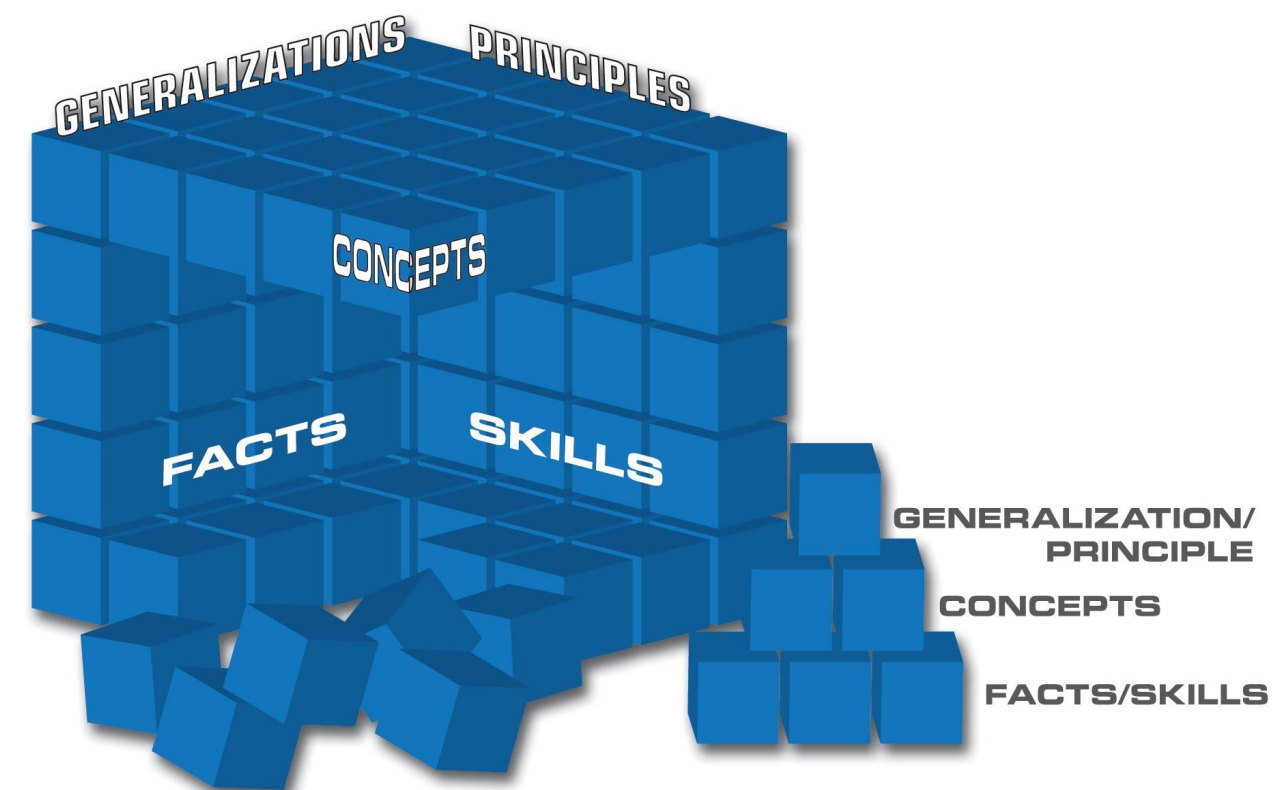 GENERALIZATIONS
PRINCIPLES
CONCEPTS
FACTS
SKILLS
GENERALIZATION/
PRINCIPLE
CONCEPTS
FACTS/SKILLS